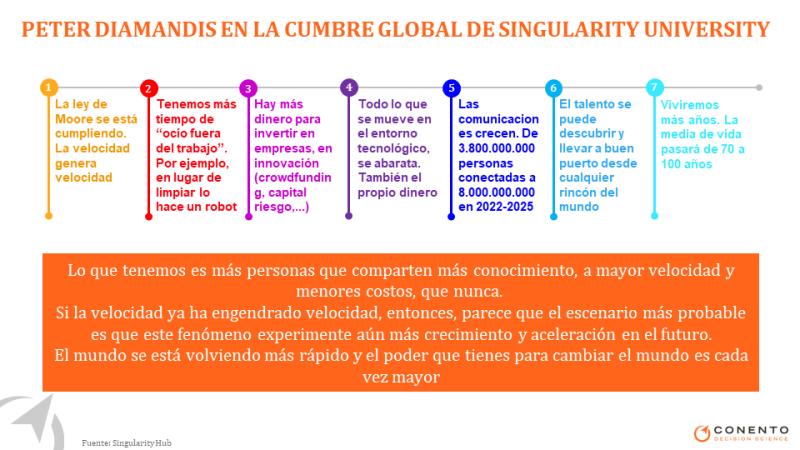 PETER DIAMANDIS EN LA CUMBRE GLOBAL DE SINGULARITY UNIVERSITY
1
La ley de
Moore se está
cumpliendo.
La velocidad
genera
velocidad
2
Tenemos más
tiempo de
“ocio fuera
del trabajo”.
Por ejemplo,
en lugar de
limpiar lo
hace un robot
3
Hay más
dinero para
invertir en
empresas, en
innovación
(crowdfundin
g, capital
riesgo,...)
4
Todo lo que
se mueve en
el entorno
tecnológico,
se abarata.
También el
propio dinero
5
Las
comunicacion
es crecen. De
3.800.000.000
personas
conectadas a
8.000.000.000
en 2022-2025
6
El talento se
puede
descubrir y
llevar a buen
puerto desde
cualquier
rincón del
mundo
7
Viviremos
más años. La
media de vida
pasará de 70 a
100 años
Lo que tenemos es más personas que comparten más conocimiento, a mayor velocidad y
menores costos, que nunca.
Si la velocidad ya ha engendrado velocidad, entonces, parece que el escenario más probable
es que este fenómeno experimente aún más crecimiento y aceleración en el futuro.
El mundo se está volviendo más rápido y el poder que tienes para cambiar el mundo es cada
vez mayor
Fuente: SingularityHub
CONENTO
DECISION SCIENCE